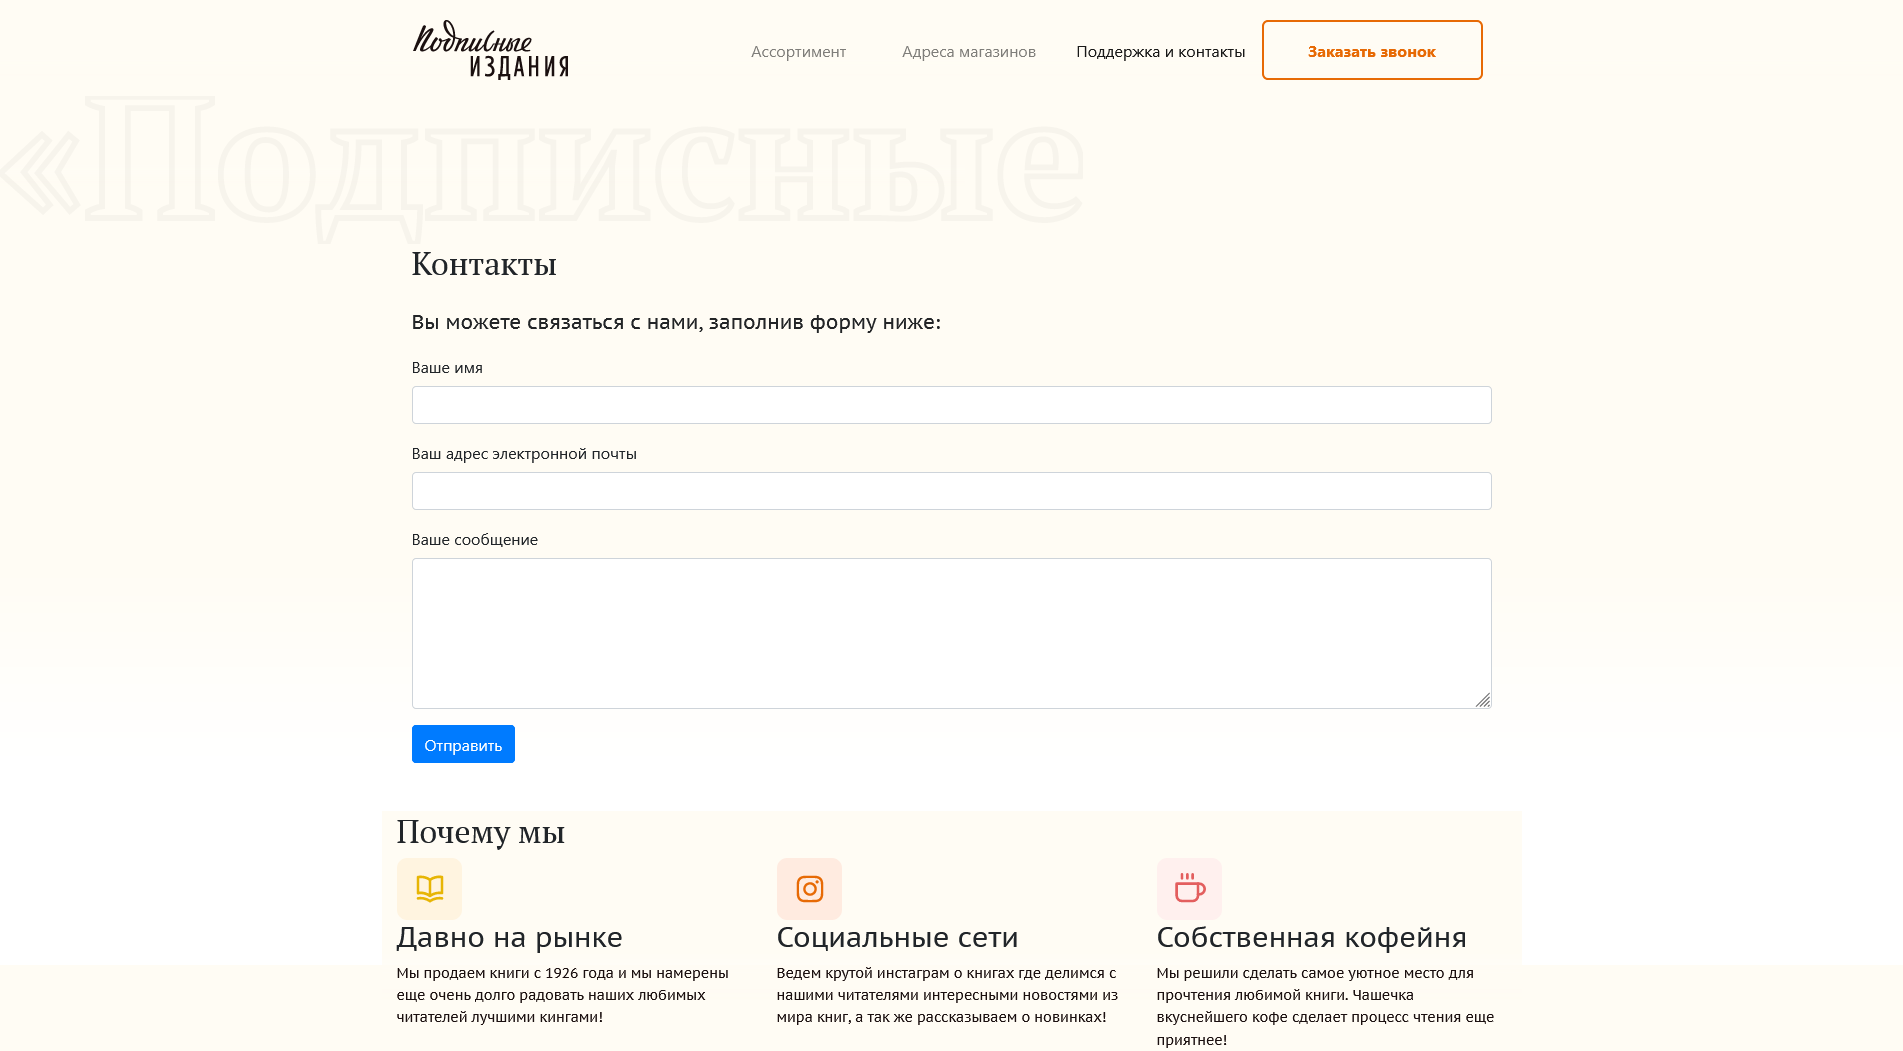 Подписные
ИЗДАНИЯ
Ассортимент
Адреса магазинов
Поддержка и контакты
Заказать звонок
«Подписные
Контакты
Вы можете связаться с нами, заполнив форму ниже:
Ваше имя
Ваш адрес электронной почты
Ваше сообщение
Отправить
Почему мы
Давно на рынке
Мы продаем книги с 1926 года и мы намерены
еще очень долго радовать наших любимых
читателей лучшими кингами!
Социальные сети
Ведем крутой инстаграм о книгах где делимся с
нашими читателями интересными новостями из
мира книг, а так же рассказываем о новинках!
Собственная кофейня
Мы решили сделать самое уютное место для
прочтения любимой книги. Чашечка
вкуснейшего кофе сделает процесс чтения еще
приятнее!